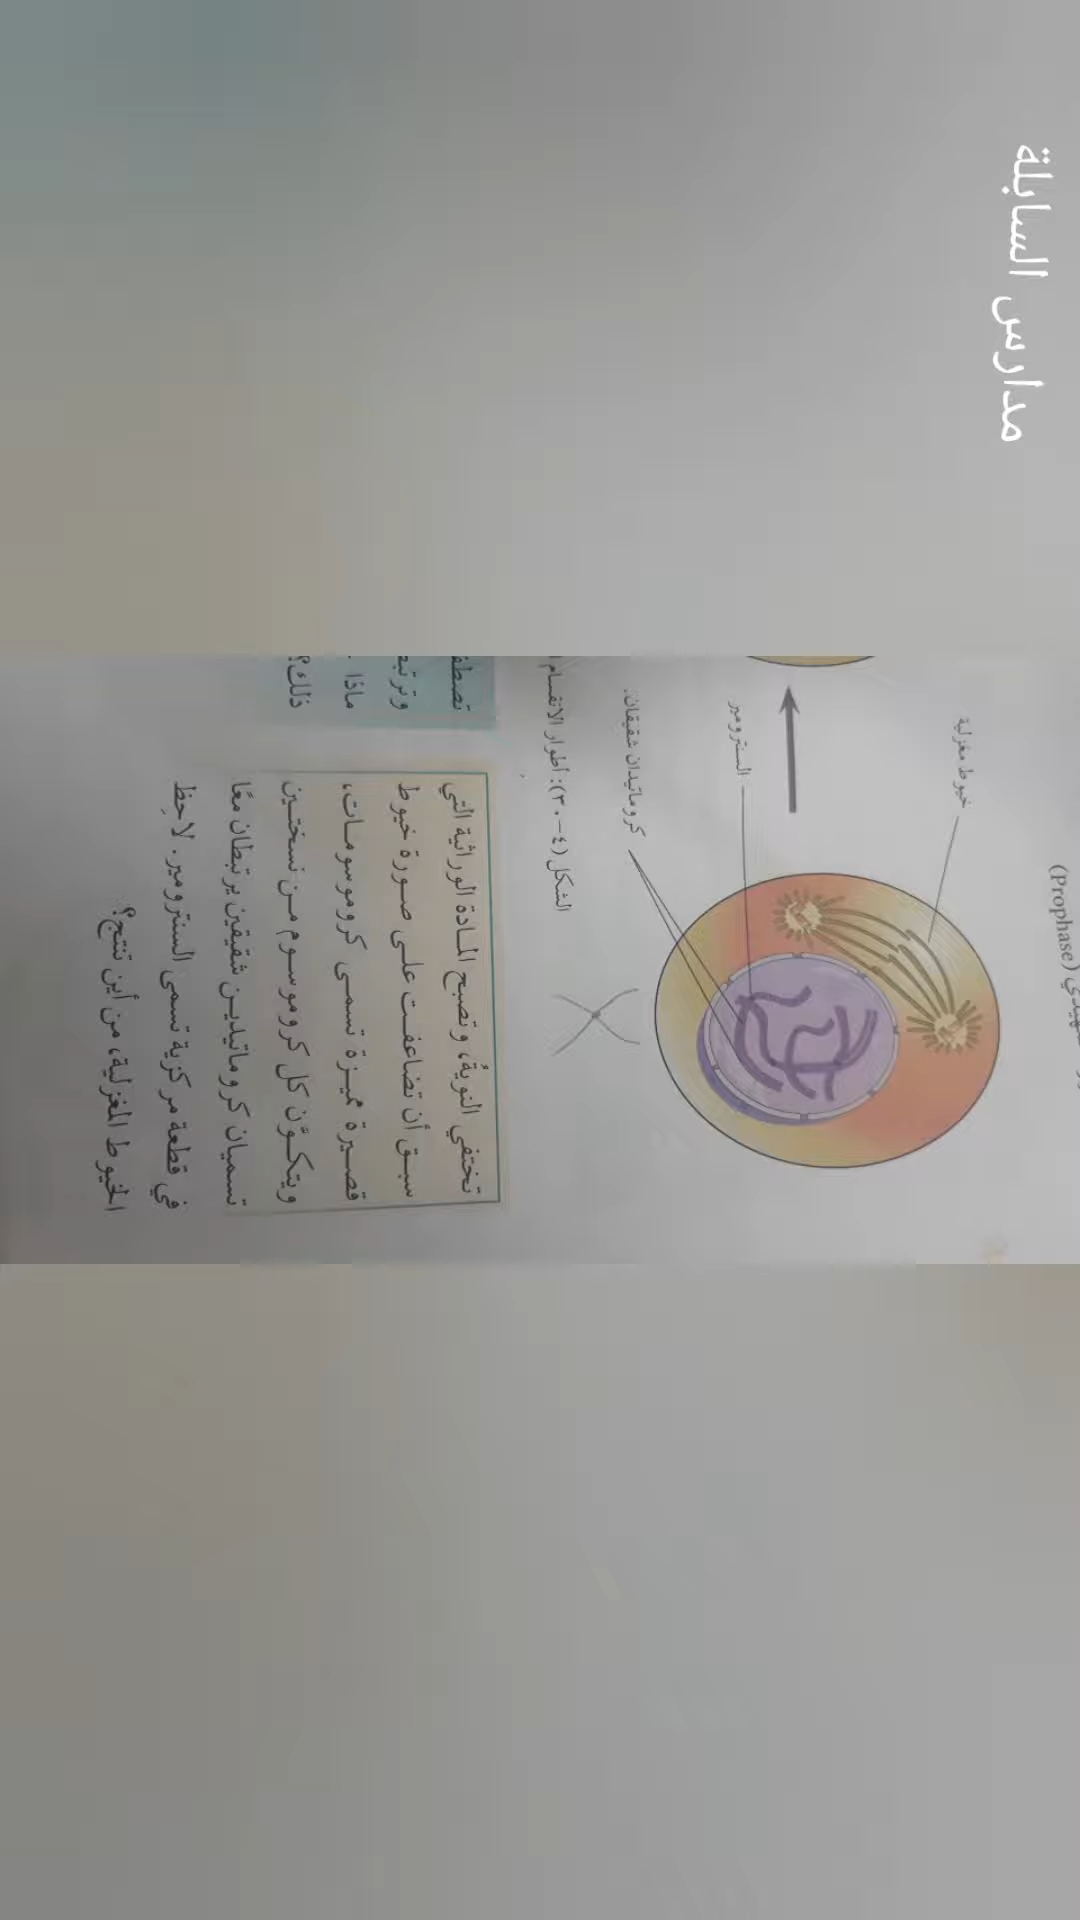 مدارس السابلة
(Prophase)
خيوط مغزلية
السنترومير
كروماتيدان شقيقان.
الشكل (٤-٣٠): أطوار الانقسام
تختفي النوية، وتصبح المادة الوراثية التي
سبق أن تضاعفت على صورة خيوط
قصيرة مميزة تسمى كروموسومات،
ويتكوّن كل كروموسوم من نسختين
تسميان كروماتيدين شقيقين يرتبطان معًا
في قطعة مركزية تسمى السنترومير. لاحظ
الخيوط المغزلية، من أين تنتج؟
ماذا
ذلك؟